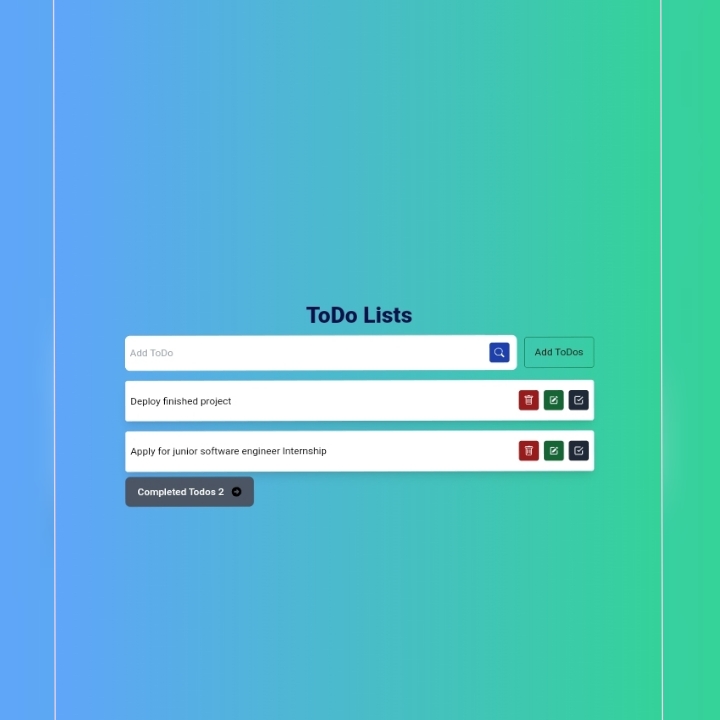 ToDo Lists
Add ToDo
Add ToDos
Deploy finished project
Apply for junior software engineer Internship
Completed Todos 2